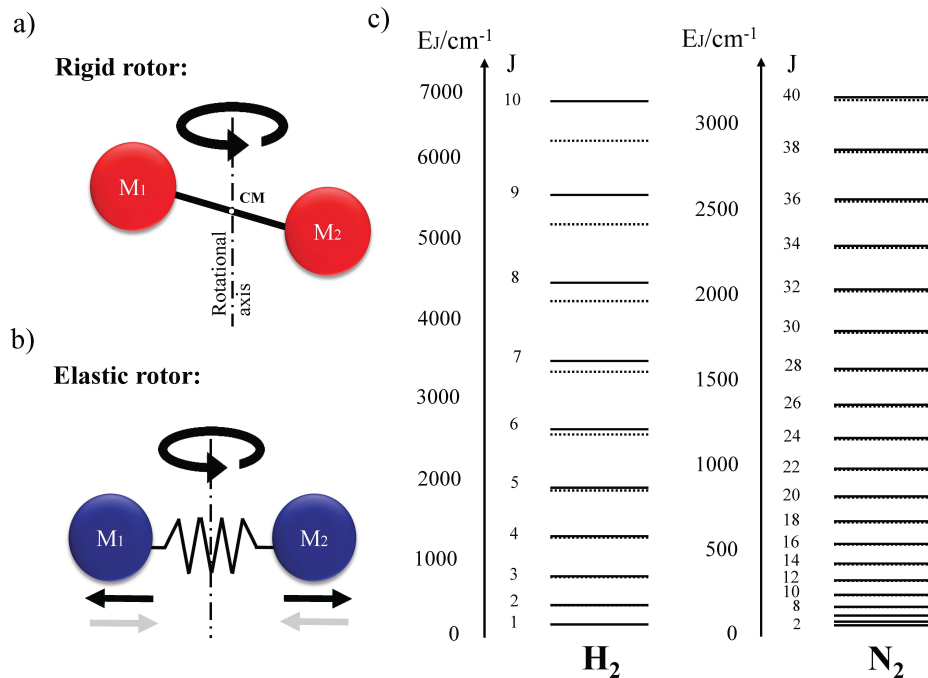 a)
Rigid rotor:
M1
CM
M2
Rotational
axis
b)
Elastic rotor:
M1
M2
c)
EJ/cm-1
J
7000
6000
5000
4000
3000
2000
1000
0
10
9
8
7
6
5
4
3
2
1
H2
EJ/cm-1
J
3000
2500
2000
1500
1000
500
0
40
38
36
34
32
30
28
26
24
22
20
18
16
14
12
10
8
2
N2